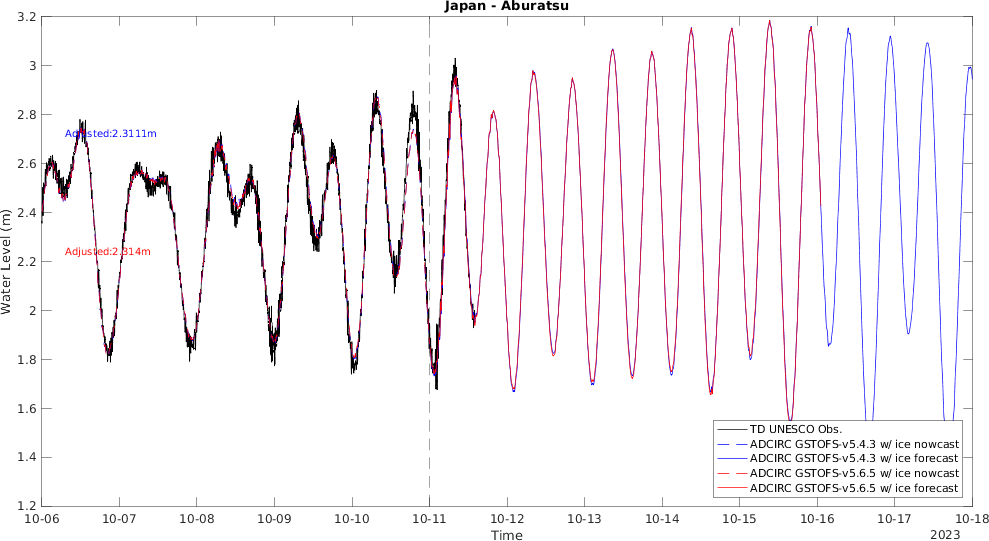 Japan - Aburatsu
3.2
3
2.8
2.6
2.4
2.2
2
1.8
1.6
1.4
1.2
Water Level (m)
Adjusted:2.3111m
Adjusted:2.314m
TD UNESCO Obs.
ADCIRC GSTOFS-v5.4.3 w/ ice nowcast
ADCIRC GSTOFS-v5.4.3 w/ ice forecast
ADCIRC GSTOFS-v5.6.5 w/ ice nowcast
ADCIRC GSTOFS-v5.6.5 w/ ice forecast
10-06 10-07 10-08 10-09 10-10 10-11 10-12 10-13 10-14 10-15 10-16 10-17 10-18
Time
2023